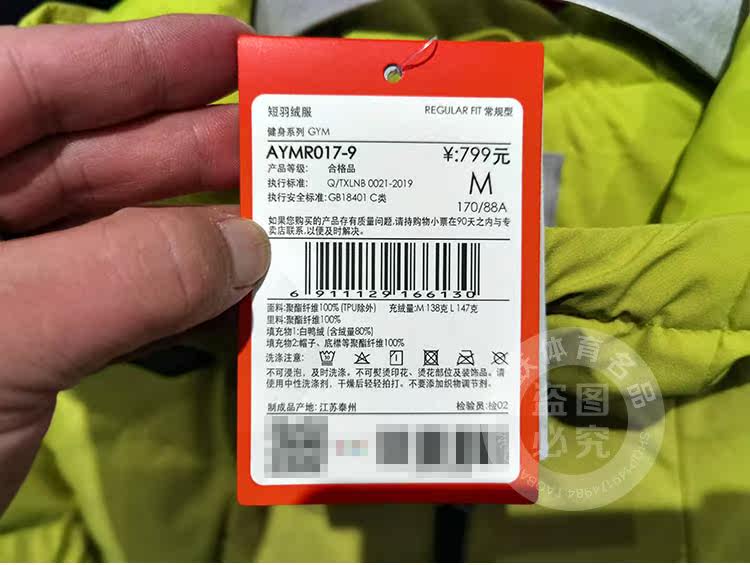 短羽绒服 REGULAR FIT 常规型
健身系列 GYM
AYMR017-9 ¥:799元
产品等级: 合格品
执行标准: Q/TXLNB 0021-2019 M
执行安全标准:GB18401 C类 170/88A
如果您购买的产品存有质量问题,请持购物小票在90天之内与专
卖店联系,以便及时解决。
6 911129 166130
面料:聚酯纤维100% (TPU除外) 充绒量:M 138克 L 147克
里料:聚酯纤维100%
填充物1:白鸭绒 (含绒量80%)
填充物2:帽子、底襟等聚酯纤维100%
洗涤注意:
不可浸泡，及时洗涤。不可熨烫印花、烫花部位及装饰品。请
使用中性洗涤剂，干燥后轻轻拍打。不要添加织物调节剂。
制成品产地:江苏泰州 检验员:检02
体育名品
盗图
必究